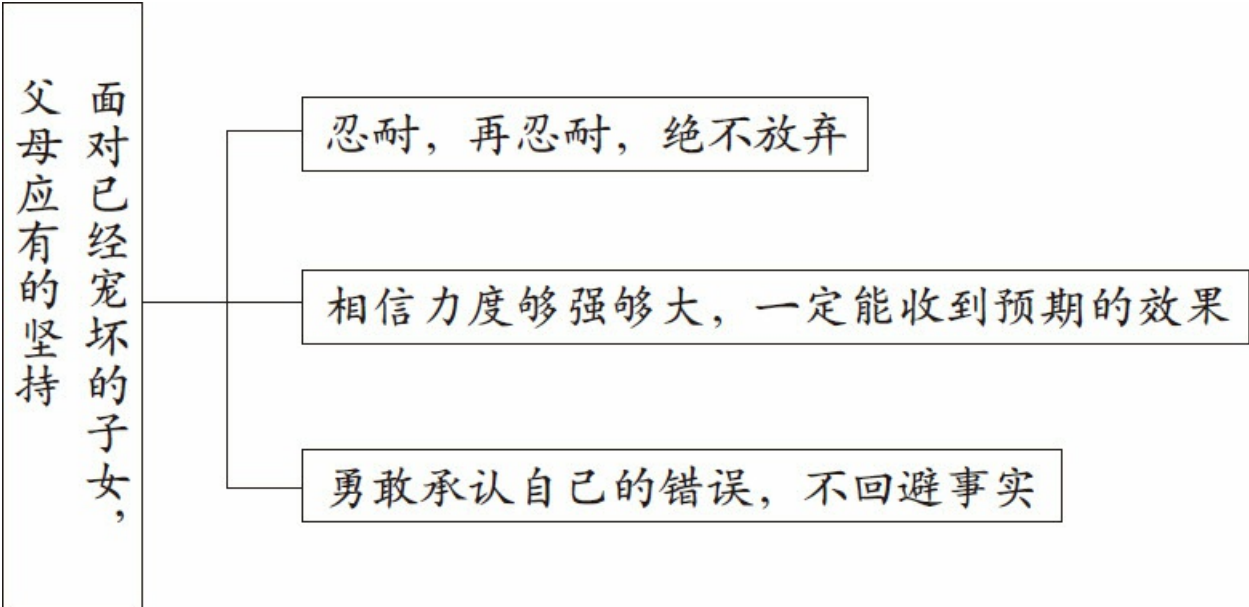 面对已经宠坏的子女，
父母应有的坚持
忍耐，再忍耐，绝不放弃
相信力度够强够大，一定能收到预期的效果
勇敢承认自己的错误，不回避事实